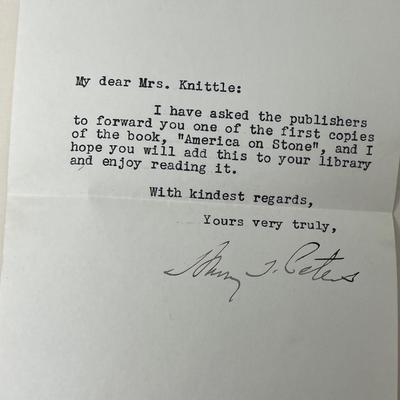 My dear Mrs. Knittle:
I have asked the publishers
to forward you one of the first copies
of the book, "America on Stone", and I
hope you will add this to your library
and enjoy reading it.
With kindest regards,
Yours very truly,
Harry T. Peters